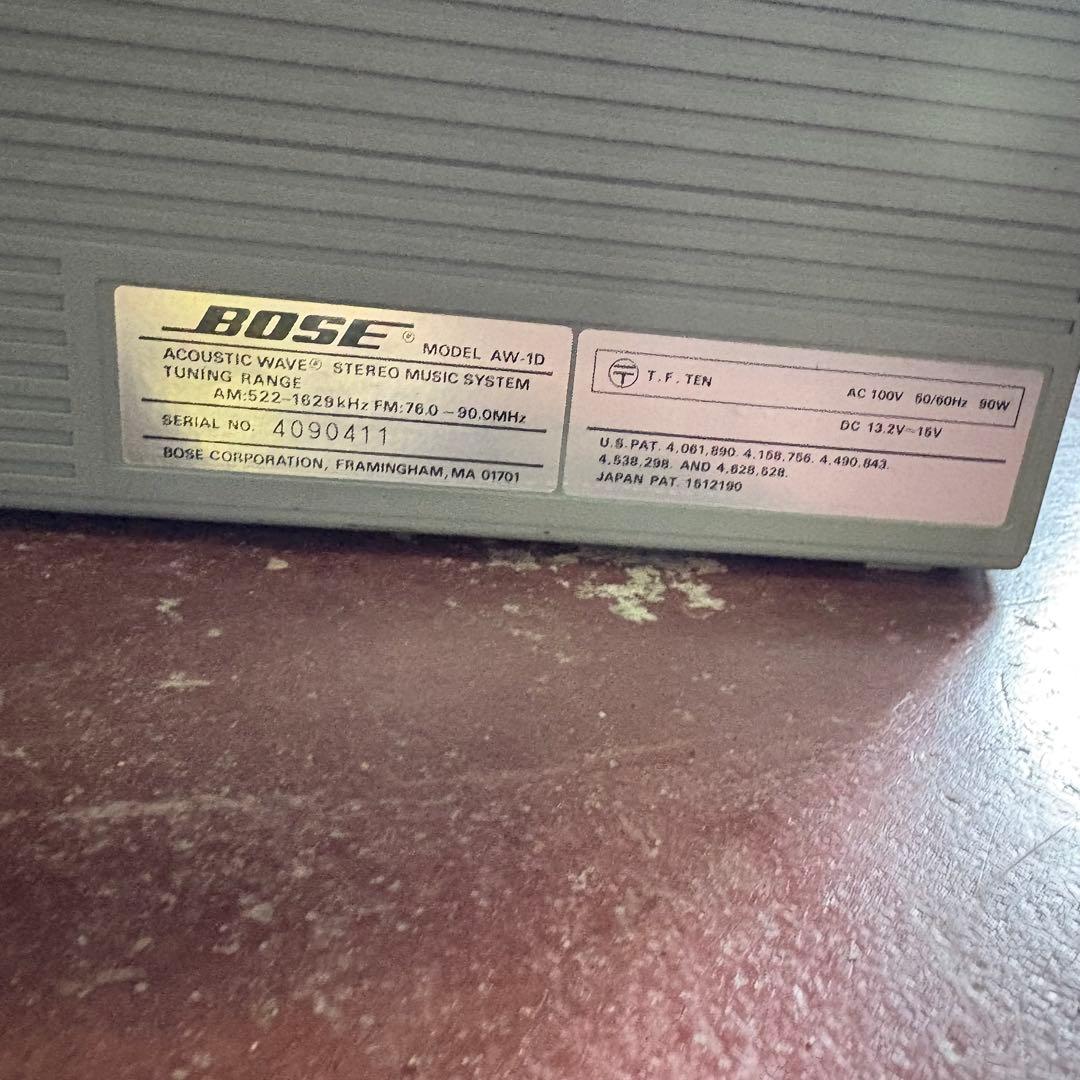 BOSE®
MODEL AW-1D
ACOUSTIC WAVE® STEREO MUSIC SYSTEM
TUNING RANGE
AM:522-1629kHz FM:76.0-90.0MHz
SERIAL NO. 4090411
BOSE CORPORATION, FRAMINGHAM, MA 01701
T T.F. TEN
AC 100V 50/60Hz 90W
DC 13.2V~15V
U.S. PAT. 4,061,890. 4,158,756. 4,490,843.
4,538,298. AND 4,628,528.
JAPAN PAT. 1512190